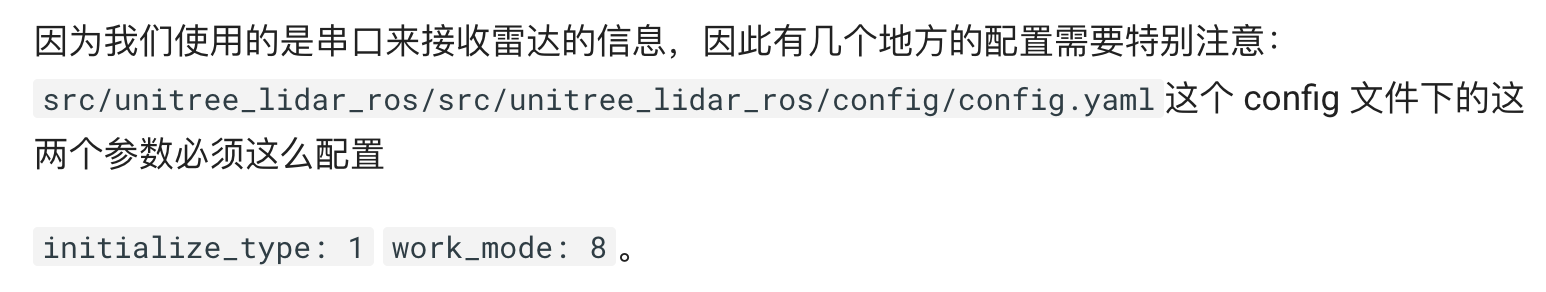 因为我们使用的是串口来接收雷达的信息，因此有几个地方的配置需要特别注意：
src/unitree_lidar_ros/src/unitree_lidar_ros/config/config.yaml这个 config 文件下的这
两个参数必须这么配置
initialize_type: 1 work_mode: 8。